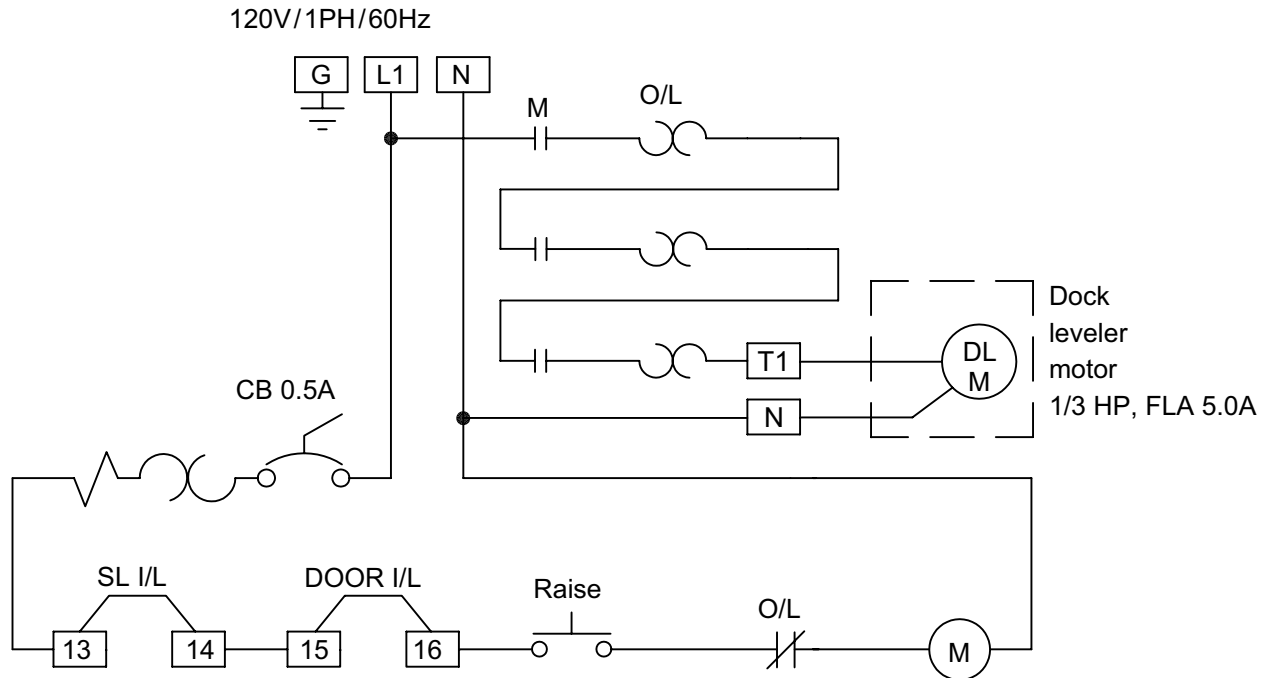 120V/1PH/60Hz
G L1 N
M
O/L
T1
N
DL
M
Dock
leveler
motor
1/3 HP, FLA 5.0A
CB 0.5A
SL I/L
DOOR I/L
Raise
O/L
13 14 15 16
M